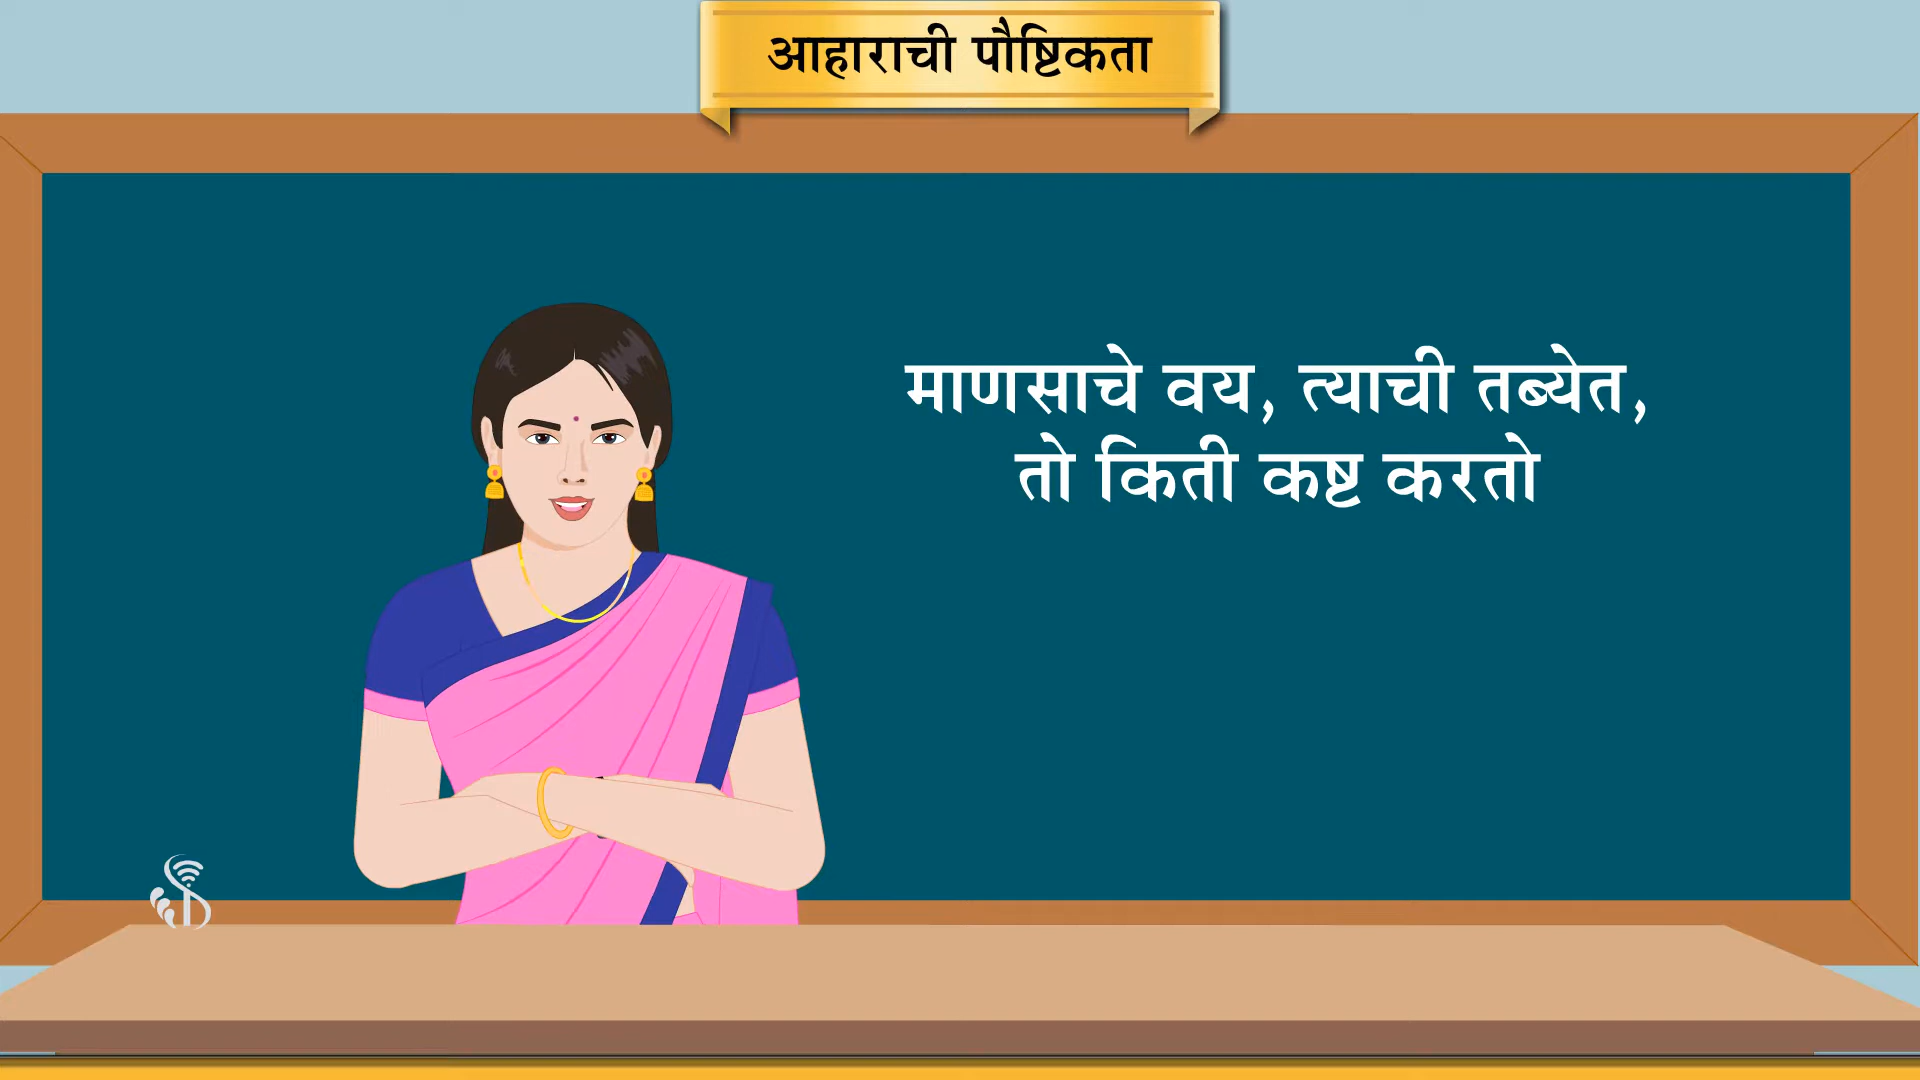 आहाराची पौष्टिकता
माणसाचे वय, त्याची तब्येत,
तो किती कष्ट करतो